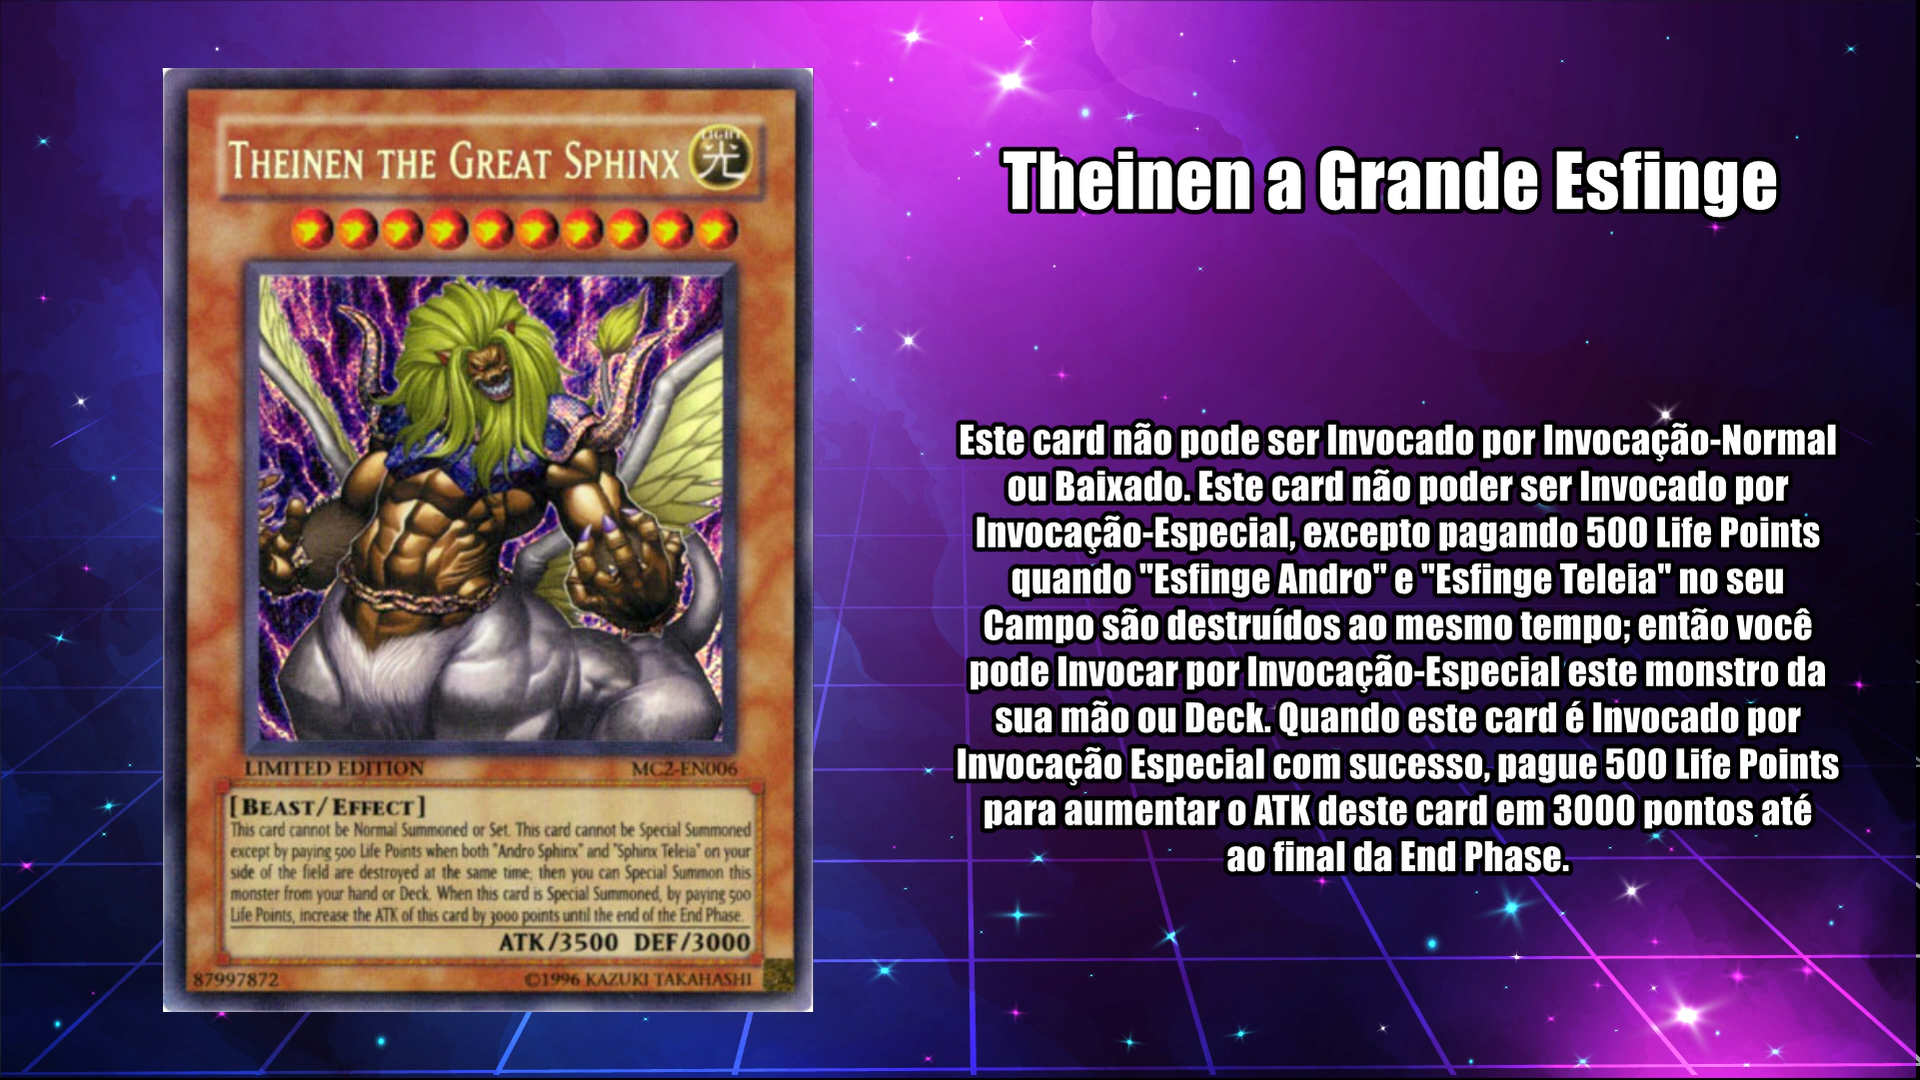 THEINEN THE GREAT SPHINX
LIGHT
光
LIMITED EDITION MC2-EN006
[BEAST/EFFECT]
This card cannot be Normal Summoned or Set. This card cannot be Special Summoned
except by paying 500 Life Points when both "Andro Sphinx" and "Sphinx Teleia" on your
side of the field are destroyed at the same time; then you can Special Summon this
monster from your hand or Deck. When this card is Special Summoned, by paying 500
Life Points, increase the ATK of this card by 3000 points until the end of the End Phase.
ATK/3500 DEF/3000
87997872 ©1996 KAZUKI TAKAHASHI
Theinen a Grande Esfinge
Este card não pode ser Invocado por Invocação-Normal
ou Baixado. Este card não poder ser Invocado por
Invocação-Especial, excepto pagando 500 Life Points
quando "Esfinge Andro" e "Esfinge Teleia" no seu
Campo são destruídos ao mesmo tempo; então você
pode Invocar por Invocação-Especial este monstro da
sua mão ou Deck. Quando este card é Invocado por
Invocação Especial com sucesso, pague 500 Life Points
para aumentar o ATK deste card em 3000 pontos até
ao final da End Phase.